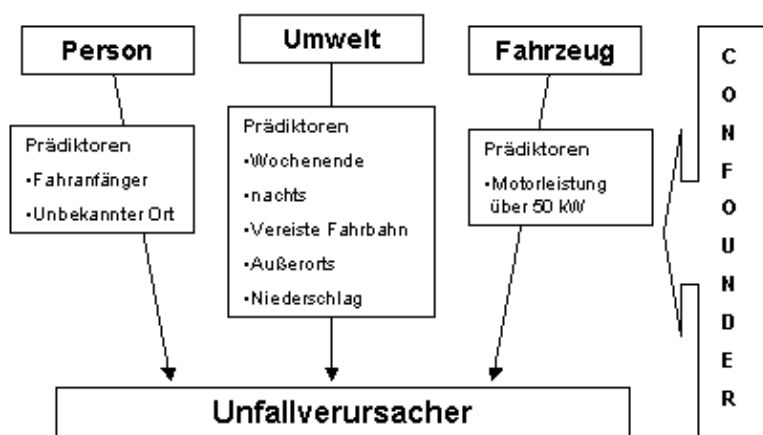 Person
Prädiktoren
•Fahranfänger
•Unbekannter Ort
Umwelt
Prädiktoren
•Wochenende
•nachts
•Vereiste Fahrbahn
•Außerorts
•Niederschlag
Fahrzeug
Prädiktoren
•Motorleistung
über 50 kW
CONFOUNDER
Unfallverursacher